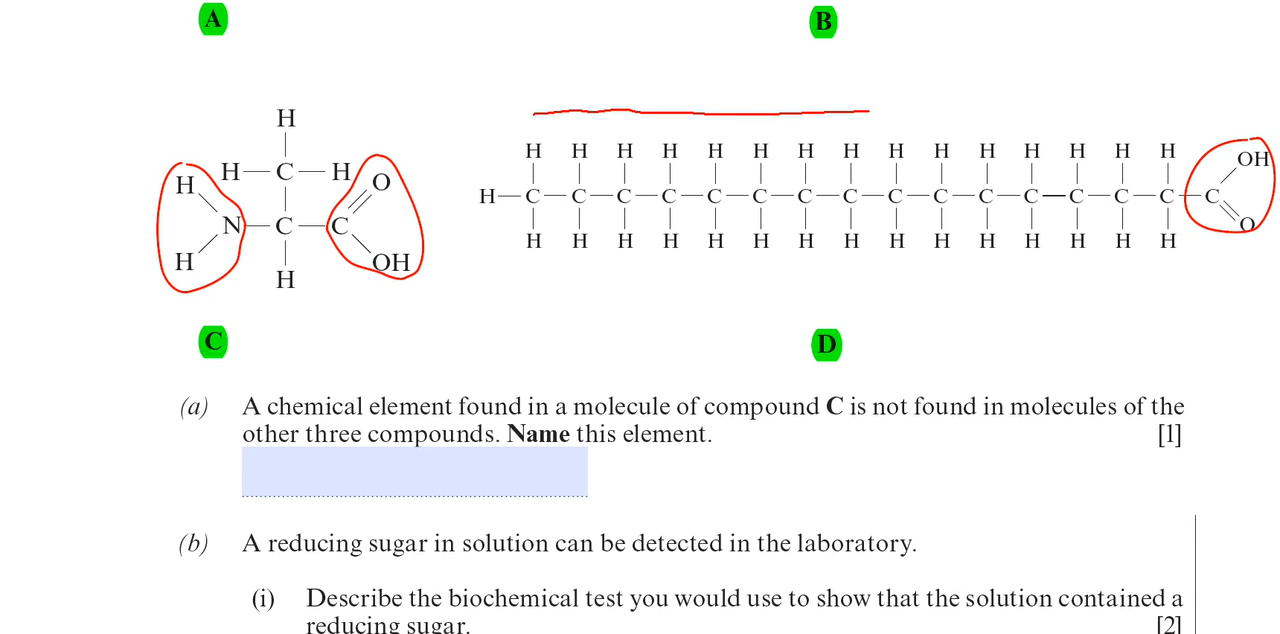 A B
H
H—C—H
H O
N—C—C
H OH
H
H H H H H H H H H H H H H H H
OH
H—C—C—C—C—C—C—C—C—C—C—C—C—C—C—C—C
O
H H H H H H H H H H H H H H H
C D
(a) A chemical element found in a molecule of compound C is not found in molecules of the
other three compounds. Name this element. [1]
(b) A reducing sugar in solution can be detected in the laboratory.
(i) Describe the biochemical test you would use to show that the solution contained a
reducing sugar. [2]